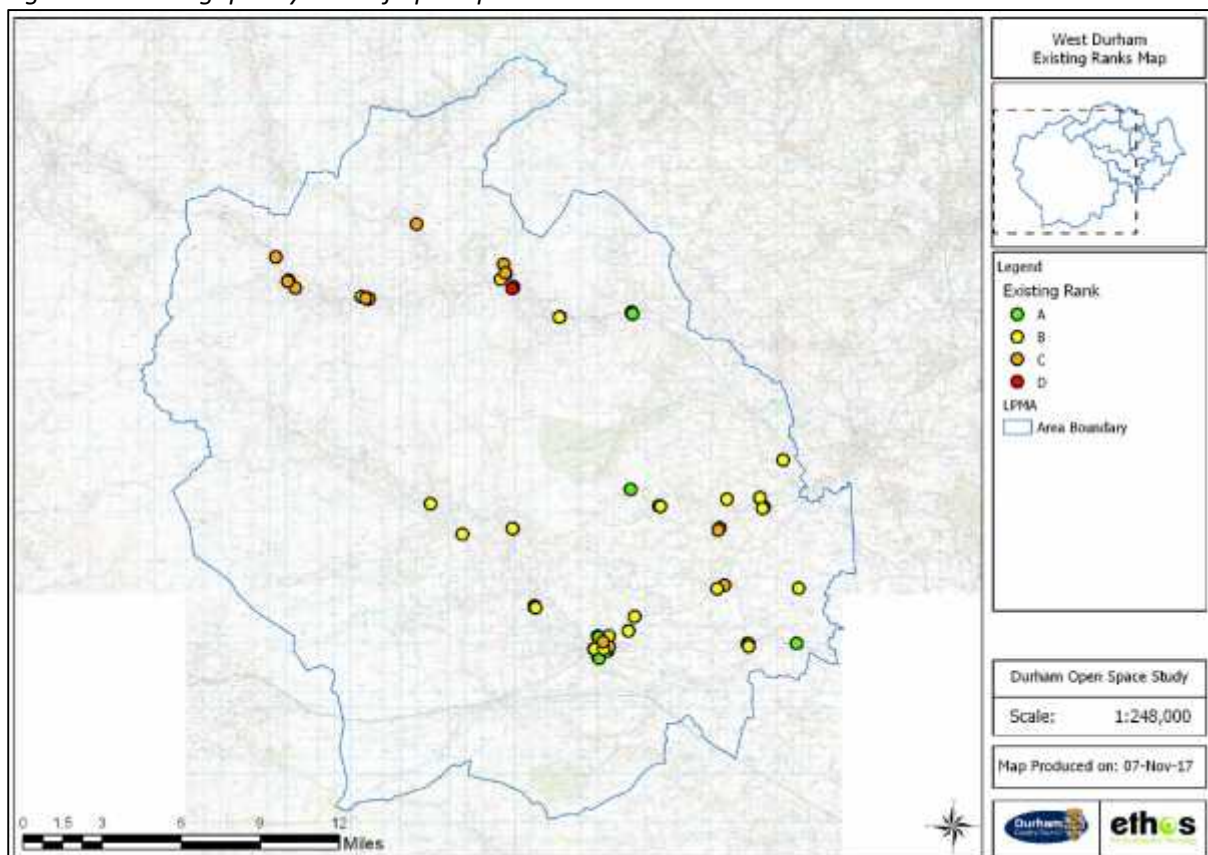 West Durham
Existing Ranks Map
Legend
Existing Rank
A
B
C
D
LPMA
Area Boundary
Durham Open Space Study
Scale: 1:248,000
Map Produced on: 07-Nov-17
Durham
ethos
0 1.5 3 6 9 12
Miles